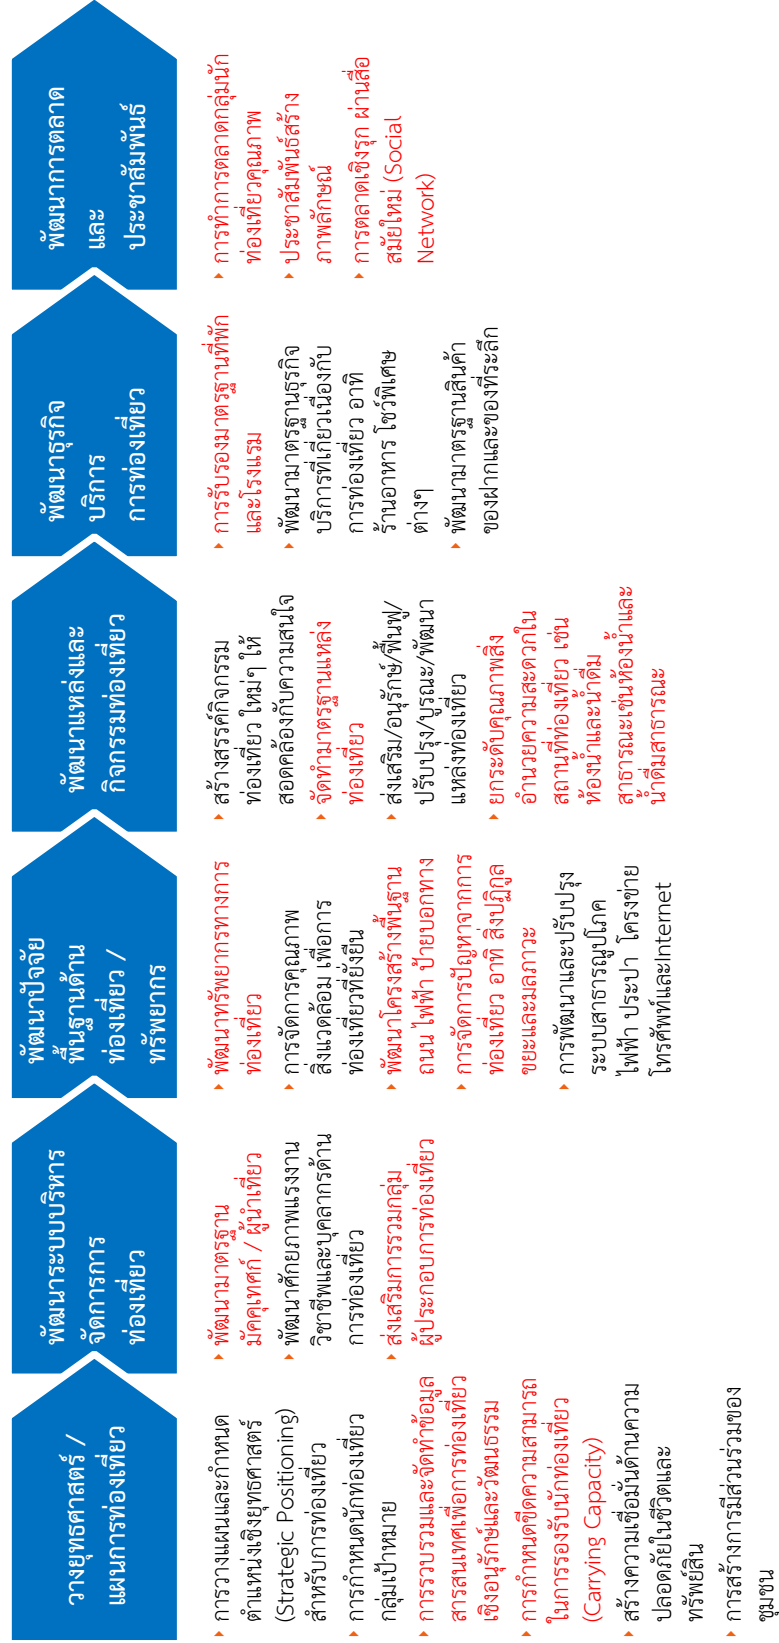 วางยุทธศาสตร์ /
แผนการท่องเที่ยว
การวางแผนและกำหนด
ตำแหน่งเชิงยุทธศาสตร์
(Strategic Positioning)
สำหรับการท่องเที่ยว
การกำหนดนักท่องเที่ยว
กลุ่มเป้าหมาย
การรวบรวมและจัดทำข้อมูล
สารสนเทศเพื่อการท่องเที่ยว
เชิงอนุรักษ์และวัฒนธรรม
การกำหนดขีดความสามารถ
ในการรองรับนักท่องเที่ยว
(Carrying Capacity)
สร้างความเชื่อมั่นด้านความ
ปลอดภัยในชีวิตและ
ทรัพย์สิน
การสร้างการมีส่วนร่วมของ
ชุมชน
พัฒนาระบบบริหาร
จัดการการ
ท่องเที่ยว
พัฒนามาตรฐาน
มัคคุเทศก์ / ผู้นำเที่ยว
พัฒนาศักยภาพแรงงาน
วิชาชีพและบุคลากรด้าน
การท่องเที่ยว
ส่งเสริมการรวมกลุ่ม
ผู้ประกอบการท่องเที่ยว
พัฒนาปัจจัย
พื้นฐานด้าน
ท่องเที่ยว /
ทรัพยากร
พัฒนาทรัพยากรทางการ
ท่องเที่ยว
การจัดการคุณภาพ
สิ่งแวดล้อม เพื่อการ
ท่องเที่ยวที่ยั่งยืน
พัฒนาโครงสร้างพื้นฐาน
ถนน ไฟฟ้า ป้ายบอกทาง
การจัดการปัญหาจากการ
ท่องเที่ยว อาทิ สิ่งปฏิกูล
ขยะและมลภาวะ
การพัฒนาและปรับปรุง
ระบบสาธารณูปโภค
ไฟฟ้า ประปา โครงข่าย
โทรศัพท์และInternet
พัฒนาแหล่งและ
กิจกรรมท่องเที่ยว
สร้างสรรค์กิจกรรม
ท่องเที่ยว ใหม่ๆ ให้
สอดคล้องกับความสนใจ
จัดทำมาตรฐานแหล่ง
ท่องเที่ยว
ส่งเสริม/อนุรักษ์/ฟื้นฟู/
ปรับปรุง/บูรณะ/พัฒนา
แหล่งท่องเที่ยว
ยกระดับคุณภาพสิ่ง
อำนวยความสะดวกใน
สถานที่ท่องเที่ยว เช่น
ห้องน้ำและน้ำดื่ม
สาธารณะเช่นห้องน้ำและ
น้ำดื่มสาธารณะ
พัฒนาธุรกิจ
บริการ
การท่องเที่ยว
การรับรองมาตรฐานที่พัก
และโรงแรม
พัฒนามาตรฐานธุรกิจ
บริการที่เกี่ยวเนื่องกับ
การท่องเที่ยว อาทิ
ร้านอาหาร โชว์พิเศษ
ต่างๆ
พัฒนามาตรฐานสินค้า
ของฝากและของที่ระลึก
พัฒนาการตลาด
และ
ประชาสัมพันธ์
การทำการตลาดกลุ่มนัก
ท่องเที่ยวคุณภาพ
ประชาสัมพันธ์สร้าง
ภาพลักษณ์
การตลาดเชิงรุก ผ่านสื่อ
สมัยใหม่ (Social
Network)